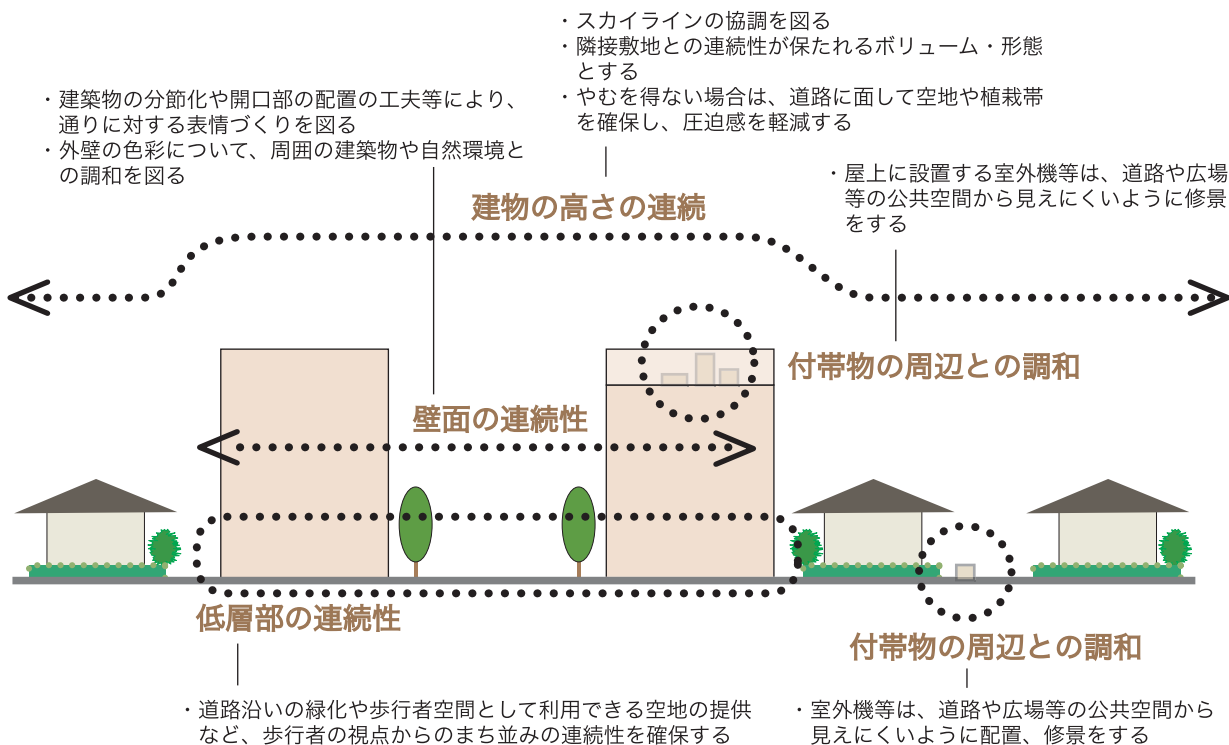 ・スカイラインの協調を図る
・隣接敷地との連続性が保たれるボリューム・形態
とする
・やむを得ない場合は、道路に面して空地や植栽帯
を確保し、圧迫感を軽減する
・建築物の分節化や開口部の配置の工夫等により、
通りに対する表情づくりを図る
・外壁の色彩について、周囲の建築物や自然環境と
の調和を図る
・屋上に設置する室外機等は、道路や広場
等の公共空間から見えにくいように修景
をする
建物の高さの連続
付帯物の周辺との調和
壁面の連続性
低層部の連続性
付帯物の周辺との調和
・道路沿いの緑化や歩行者空間として利用できる空地の提供
など、歩行者の視点からのまち並みの連続性を確保する
・室外機等は、道路や広場等の公共空間から
見えにくいように配置、修景をする